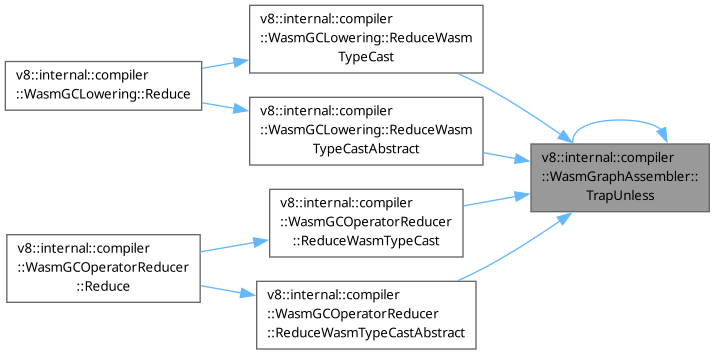 v8::internal::compiler
::WasmGCLowering::ReduceWasm
TypeCast
v8::internal::compiler
::WasmGCLowering::Reduce
v8::internal::compiler
::WasmGCLowering::ReduceWasm
TypeCastAbstract
v8::internal::compiler
::WasmGraphAssembler::
TrapUnless
v8::internal::compiler
::WasmGCOperatorReducer
::ReduceWasmTypeCast
v8::internal::compiler
::WasmGCOperatorReducer
::Reduce
v8::internal::compiler
::WasmGCOperatorReducer
::ReduceWasmTypeCastAbstract